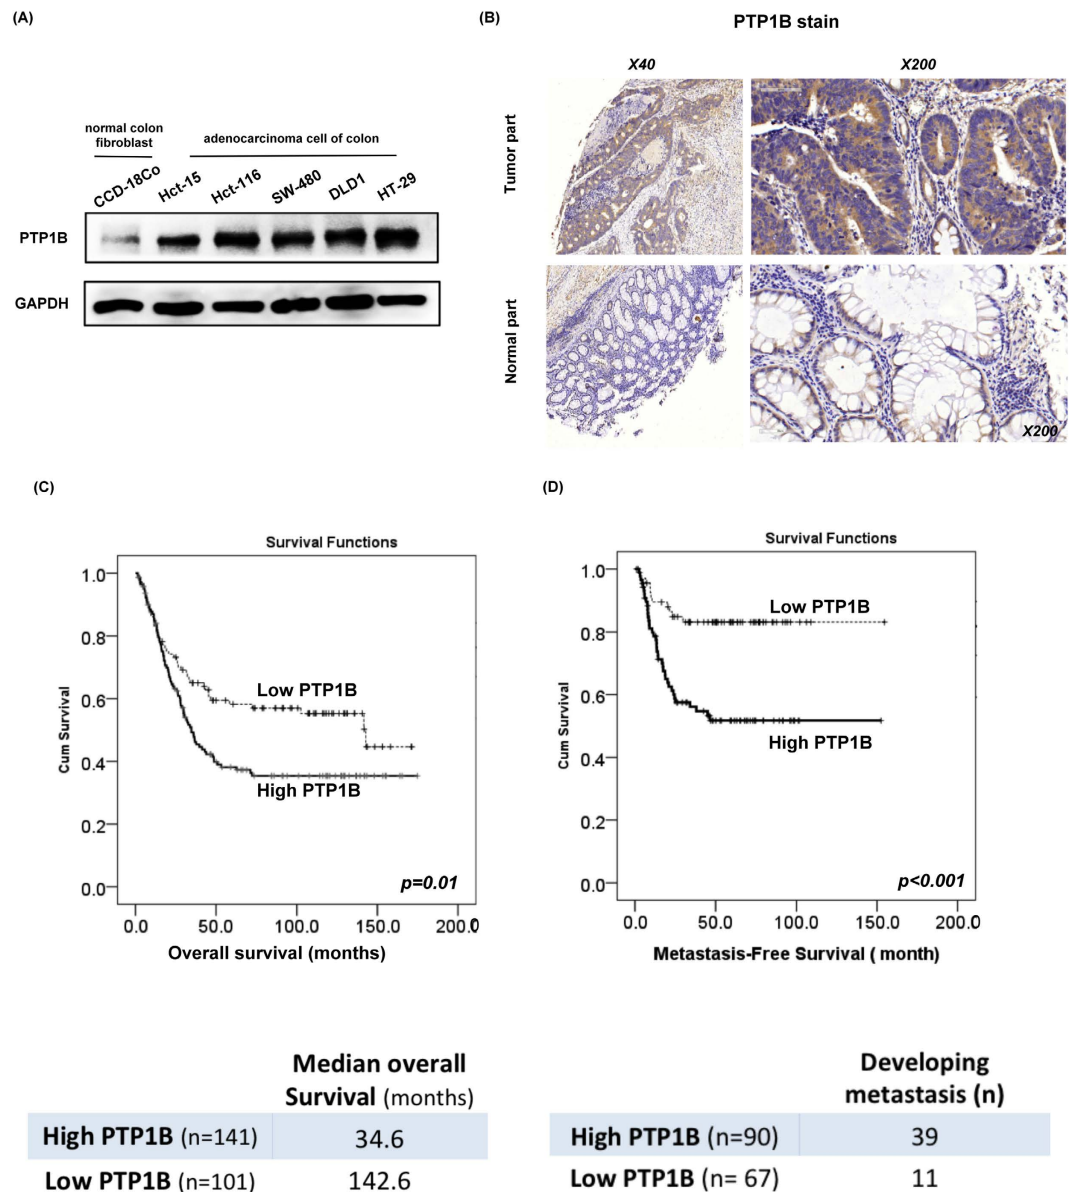 (A)
normal colon
fibroblast
adenocarcinoma cell of colon
CCD-18Co
Hct-15
Hct-116
SW-480
DLD1
HT-29
PTP1B
GAPDH
(B)
PTP1B stain
X40
X200
Tumor part
Normal part
X200
(C)
Survival Functions
Cum Survival
1.0
0.8
0.6
0.4
0.2
0.0
Low PTP1B
High PTP1B
p=0.01
0.0 50.0 100.0 150.0 200.0
Overall survival (months)
Median overall
Survival (months)
High PTP1B (n=141) 34.6
Low PTP1B (n=101) 142.6
(D)
Survival Functions
Cum Survival
1.0
0.8
0.6
0.4
0.2
0.0
Low PTP1B
High PTP1B
p<0.001
0.0 50.0 100.0 150.0 200.0
Metastasis-Free Survival ( month)
Developing
metastasis (n)
High PTP1B (n=90) 39
Low PTP1B (n= 67) 11